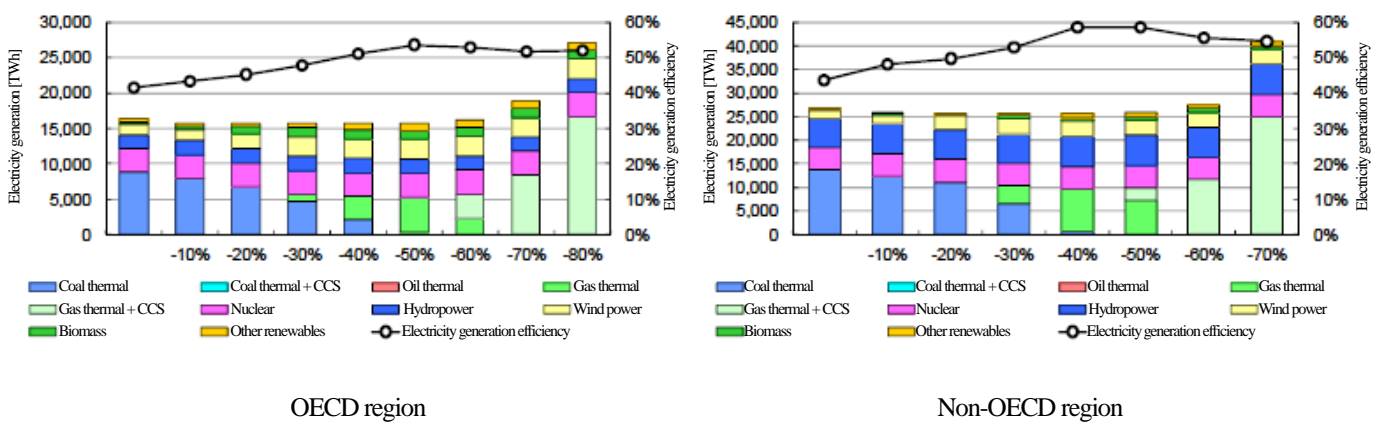 Electricity generation [TWh]
30,000
25,000
20,000
15,000
10,000
5,000
0
60%
50%
40%
30%
20%
10%
0%
Electricity generation efficiency
-10% -20% -30% -40% -50% -60% -70% -80%
Coal thermal Coal thermal + CCS Oil thermal Gas thermal
Gas thermal + CCS Nuclear Hydropower Wind power
Biomass Other renewables Electricity generation efficiency
OECD region
Electricity generation [TWh]
45,000
40,000
35,000
30,000
25,000
20,000
15,000
10,000
5,000
0
60%
50%
40%
30%
20%
10%
0%
Electricity generation efficiency
-10% -20% -30% -40% -50% -60% -70%
Coal thermal Coal thermal + CCS Oil thermal Gas thermal
Gas thermal + CCS Nuclear Hydropower Wind power
Biomass Other renewables Electricity generation efficiency
Non-OECD region